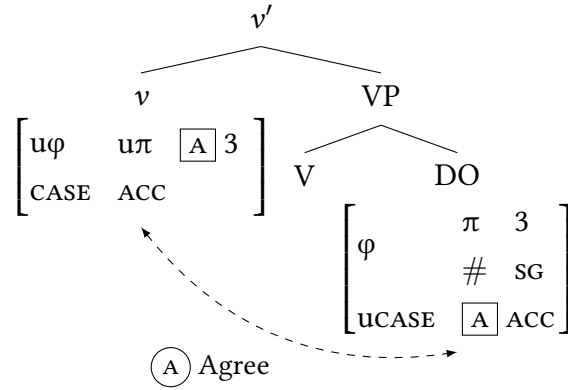 v′
v VP
uφ uπ A 3
CASE ACC
V DO
φ π 3
# SG
uCASE A ACC
A Agree